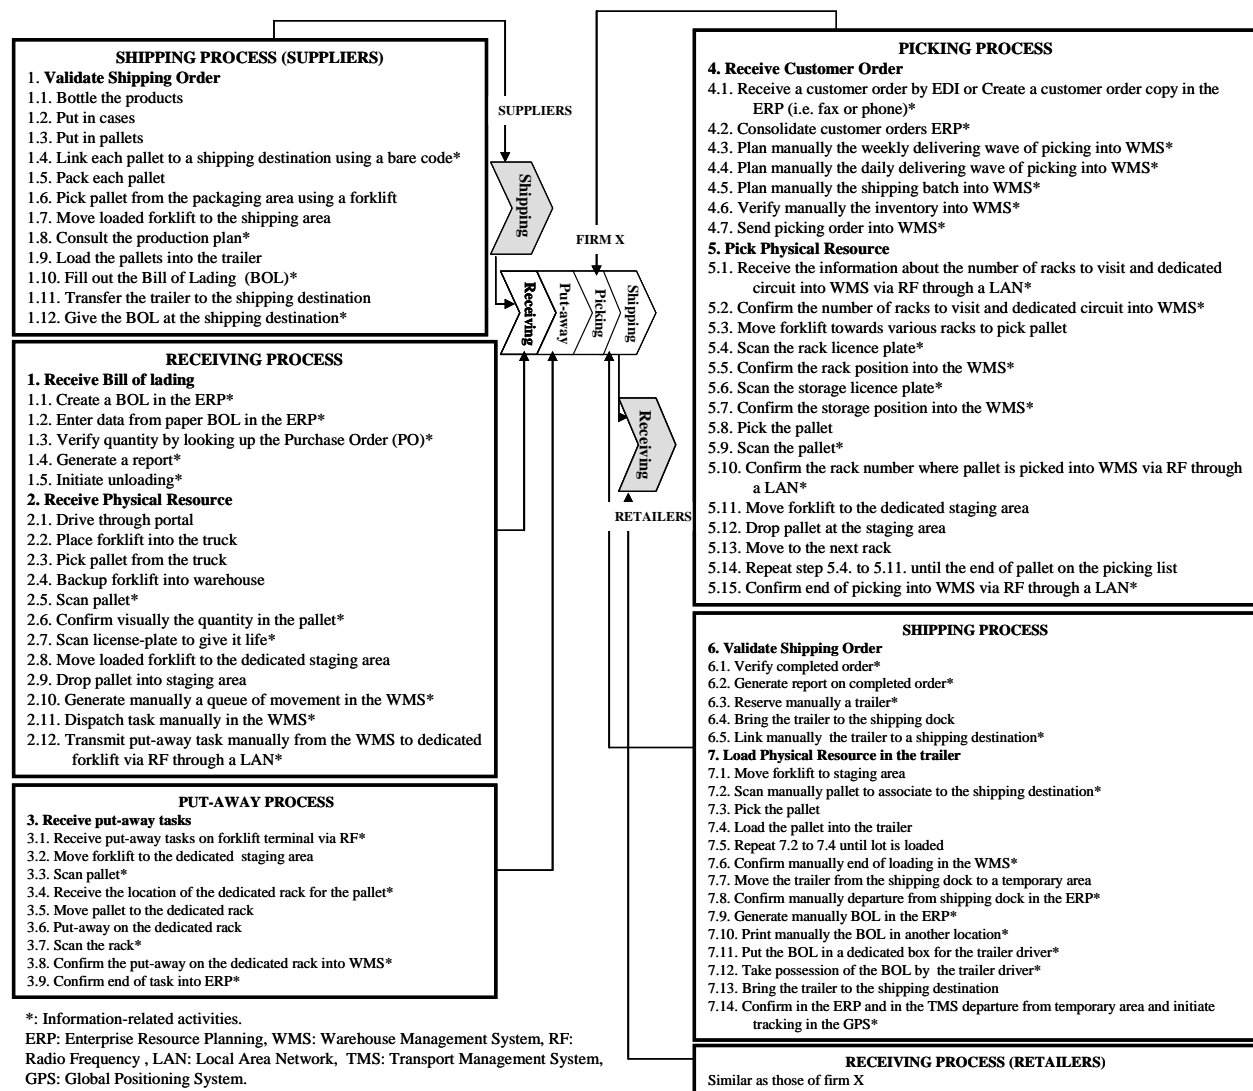 SHIPPING PROCESS (SUPPLIERS)
1. Validate Shipping Order
1.1. Bottle the products
1.2. Put in cases
1.3. Put in pallets
1.4. Link each pallet to a shipping destination using a bare code*
1.5. Pack each pallet
1.6. Pick pallet from the packaging area using a forklift
1.7. Move loaded forklift to the shipping area
1.8. Consult the production plan*
1.9. Load the pallets into the trailer
1.10. Fill out the Bill of Lading (BOL)*
1.11. Transfer the trailer to the shipping destination
1.12. Give the BOL at the shipping destination*
RECEIVING PROCESS
1. Receive Bill of lading
1.1. Create a BOL in the ERP*
1.2. Enter data from paper BOL in the ERP*
1.3. Verify quantity by looking up the Purchase Order (PO)*
1.4. Generate a report*
1.5. Initiate unloading*
2. Receive Physical Resource
2.1. Drive through portal
2.2. Place forklift into the truck
2.3. Pick pallet from the truck
2.4. Backup forklift into warehouse
2.5. Scan pallet*
2.6. Confirm visually the quantity in the pallet*
2.7. Scan license-plate to give it life*
2.8. Move loaded forklift to the dedicated staging area
2.9. Drop pallet into staging area
2.10. Generate manually a queue of movement in the WMS*
2.11. Dispatch task manually in the WMS*
2.12. Transmit put-away task manually from the WMS to dedicated
forklift via RF through a LAN*
PUT-AWAY PROCESS
3. Receive put-away tasks
3.1. Receive put-away tasks on forklift terminal via RF*
3.2. Move forklift to the dedicated staging area
3.3. Scan pallet*
3.4. Receive the location of the dedicated rack for the pallet*
3.5. Move pallet to the dedicated rack
3.6. Put-away on the dedicated rack
3.7. Scan the rack*
3.8. Confirm the put-away on the dedicated rack into WMS*
3.9. Confirm end of task into ERP*
*: Information-related activities.
ERP: Enterprise Resource Planning, WMS: Warehouse Management System, RF:
Radio Frequency , LAN: Local Area Network, TMS: Transport Management System,
GPS: Global Positioning System.
SUPPLIERS
Shipping
FIRM X
Receiving
Put-away
Picking
Shipping
Receiving
RETAILERS
PICKING PROCESS
4. Receive Customer Order
4.1. Receive a customer order by EDI or Create a customer order copy in the
ERP (i.e. fax or phone)*
4.2. Consolidate customer orders ERP*
4.3. Plan manually the weekly delivering wave of picking into WMS*
4.4. Plan manually the daily delivering wave of picking into WMS*
4.5. Plan manually the shipping batch into WMS*
4.6. Verify manually the inventory into WMS*
4.7. Send picking order into WMS*
5. Pick Physical Resource
5.1. Receive the information about the number of racks to visit and dedicated
circuit into WMS via RF through a LAN*
5.2. Confirm the number of racks to visit and dedicated circuit into WMS*
5.3. Move forklift towards various racks to pick pallet
5.4. Scan the rack licence plate*
5.5. Confirm the rack position into the WMS*
5.6. Scan the storage licence plate*
5.7. Confirm the storage position into the WMS*
5.8. Pick the pallet
5.9. Scan the pallet*
5.10. Confirm the rack number where pallet is picked into WMS via RF through
a LAN*
5.11. Move forklift to the dedicated staging area
5.12. Drop pallet at the staging area
5.13. Move to the next rack
5.14. Repeat step 5.4. to 5.11. until the end of pallet on the picking list
5.15. Confirm end of picking into WMS via RF through a LAN*
SHIPPING PROCESS
6. Validate Shipping Order
6.1. Verify completed order*
6.2. Generate report on completed order*
6.3. Reserve manually a trailer*
6.4. Bring the trailer to the shipping dock
6.5. Link manually the trailer to a shipping destination*
7. Load Physical Resource in the trailer
7.1. Move forklift to staging area
7.2. Scan manually pallet to associate to the shipping destination*
7.3. Pick the pallet
7.4. Load the pallet into the trailer
7.5. Repeat 7.2 to 7.4 until lot is loaded
7.6. Confirm manually end of loading in the WMS*
7.7. Move the trailer from the shipping dock to a temporary area
7.8. Confirm manually departure from shipping dock in the ERP*
7.9. Generate manually BOL in the ERP*
7.10. Print manually the BOL in another location*
7.11. Put the BOL in a dedicated box for the trailer driver*
7.12. Take possession of the BOL by the trailer driver*
7.13. Bring the trailer to the shipping destination
7.14. Confirm in the ERP and in the TMS departure from temporary area and initiate
tracking in the GPS*
RECEIVING PROCESS (RETAILERS)
Similar as those of firm X